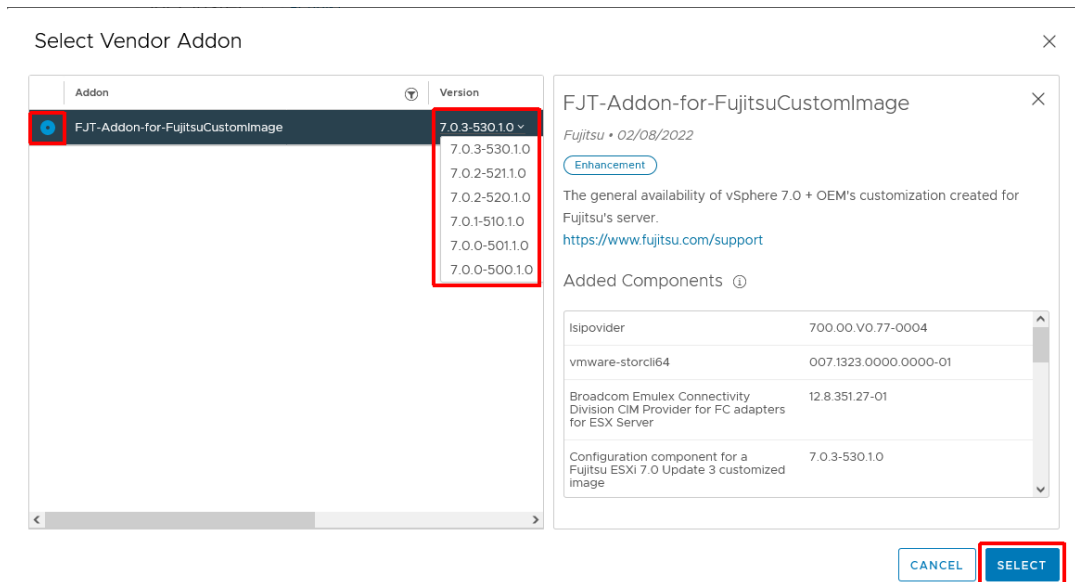 Select Vendor Addon
Addon
Version
FJT-Addon-for-FujitsuCustomImage
7.0.3-530.1.0
7.0.3-530.1.0
7.0.2-521.1.0
7.0.2-520.1.0
7.0.1-510.1.0
7.0.0-501.1.0
7.0.0-500.1.0
FJT-Addon-for-FujitsuCustomImage
Fujitsu • 02/08/2022
Enhancement
The general availability of vSphere 7.0 + OEM's customization created for
Fujitsu's server.
https://www.fujitsu.com/support
Added Components
lsipovider 700.00.V0.77-0004
vmware-storcli64 007.1323.0000.0000-01
Broadcom Emulex Connectivity 12.8.351.27-01
Division CIM Provider for FC adapters
for ESX Server
Configuration component for a 7.0.3-530.1.0
Fujitsu ESXi 7.0 Update 3 customized
image
CANCEL
SELECT